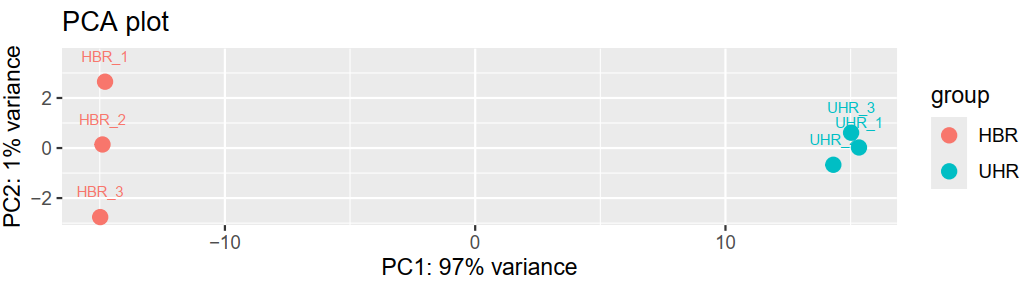 PCA plot
PC2: 1% variance
2
0
−2
HBR_1
HBR_2
HBR_3
UHR_3
UHR_1
−10
0
10
PC1: 97% variance
group
HBR
UHR